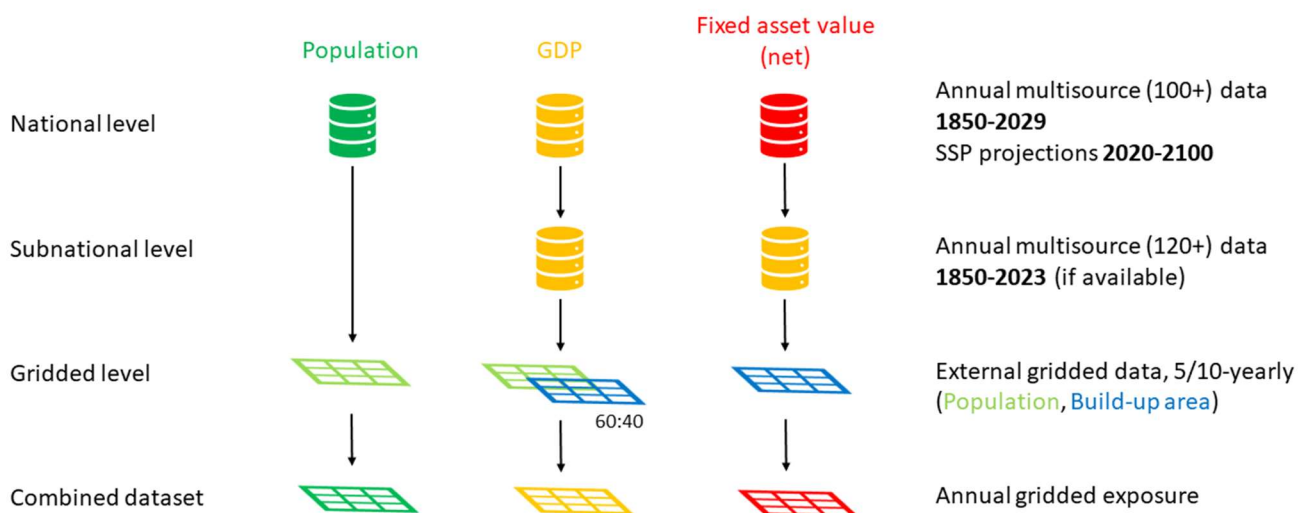 Population
GDP
Fixed asset value
(net)
National level
Annual multisource (100+) data
1850-2029
SSP projections 2020-2100
Subnational level
Annual multisource (120+) data
1850-2023 (if available)
Gridded level
60:40
External gridded data, 5/10-yearly
(Population, Build-up area)
Combined dataset
Annual gridded exposure